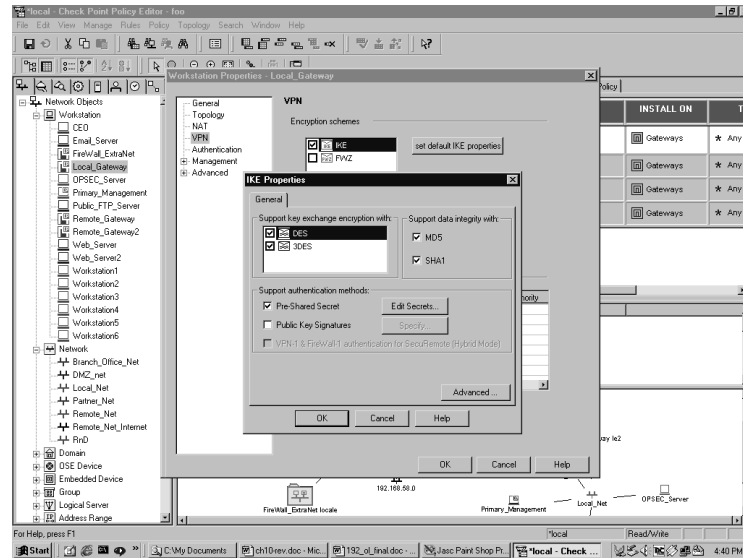 *local - Check Point Policy Editor - foo
File Edit View Manage Rules Policy Topology Search Window Help
Workstation Properties - Local_Gateway
Policy
Network Objects
Workstation
CEO
Email_Server
FireWall_ExtraNet
Local_Gateway
OPSEC_Server
Primary_Management
Public_FTP_Server
Remote_Gateway
Remote_Gateway2
Web_Server
Web_Server2
Workstation1
Workstation2
Workstation3
Workstation4
Workstation5
Workstation6
Network
Branch_Office_Net
DMZ_net
Local_Net
Partner_Net
Remote_Net
Remote_Net_Internet
RnD
Domain
OSE Device
Embedded Device
Group
Logical Server
Address Range
General
Topology
NAT
VPN
Authentication
Management
Advanced
VPN
Encryption schemes
IKE
FWZ
set default IKE properties
IKE Properties
General
Support key exchange encryption with:
DES
3DES
Support data integrity with:
MD5
SHA1
Support authentication methods:
Pre-Shared Secret
Edit Secrets...
Public Key Signatures
Specify...
VPN-1 & FireWall-1 authentication for SecuRemote (Hybrid Mode)
Advanced ...
OK Cancel Help
OK Cancel Help
INSTALL ON T
Gateways Any
Gateways Any
Gateways Any
Gateways Any
192.168.58.0
FireWall_ExtraNet locale
Primary_Management
Local_Net
OPSEC_Server
For Help, press F1
*local
Read/Write
Start
C:\My Documents
ch10-rev.doc - Mic...
192_ol_final.doc - ...
Jasc Paint Shop Pr...
*local - Check ...
4:40 PM